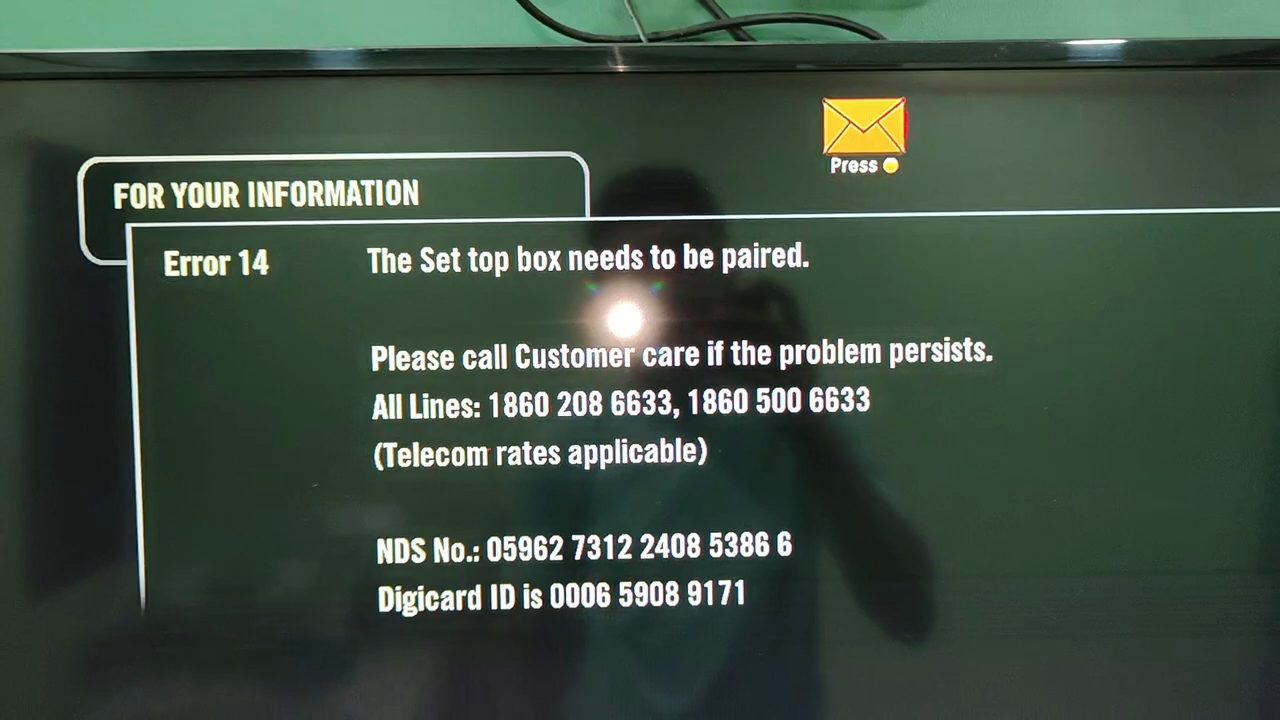 Press
FOR YOUR INFORMATION
Error 14 The Set top box needs to be paired.
Please call Customer care if the problem persists.
All Lines: 1860 208 6633, 1860 500 6633
(Telecom rates applicable)
NDS No.: 05962 7312 2408 5386 6
Digicard ID is 0006 5908 9171